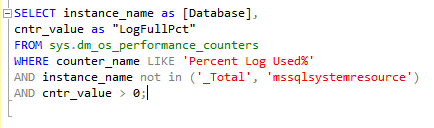 SELECT instance_name as [Database],
cntr_value as "LogFullPct"
FROM sys.dm_os_performance_counters
WHERE counter_name LIKE 'Percent Log Used%'
AND instance_name not in ('_Total', 'mssqlsystemresource')
AND cntr_value > 0;